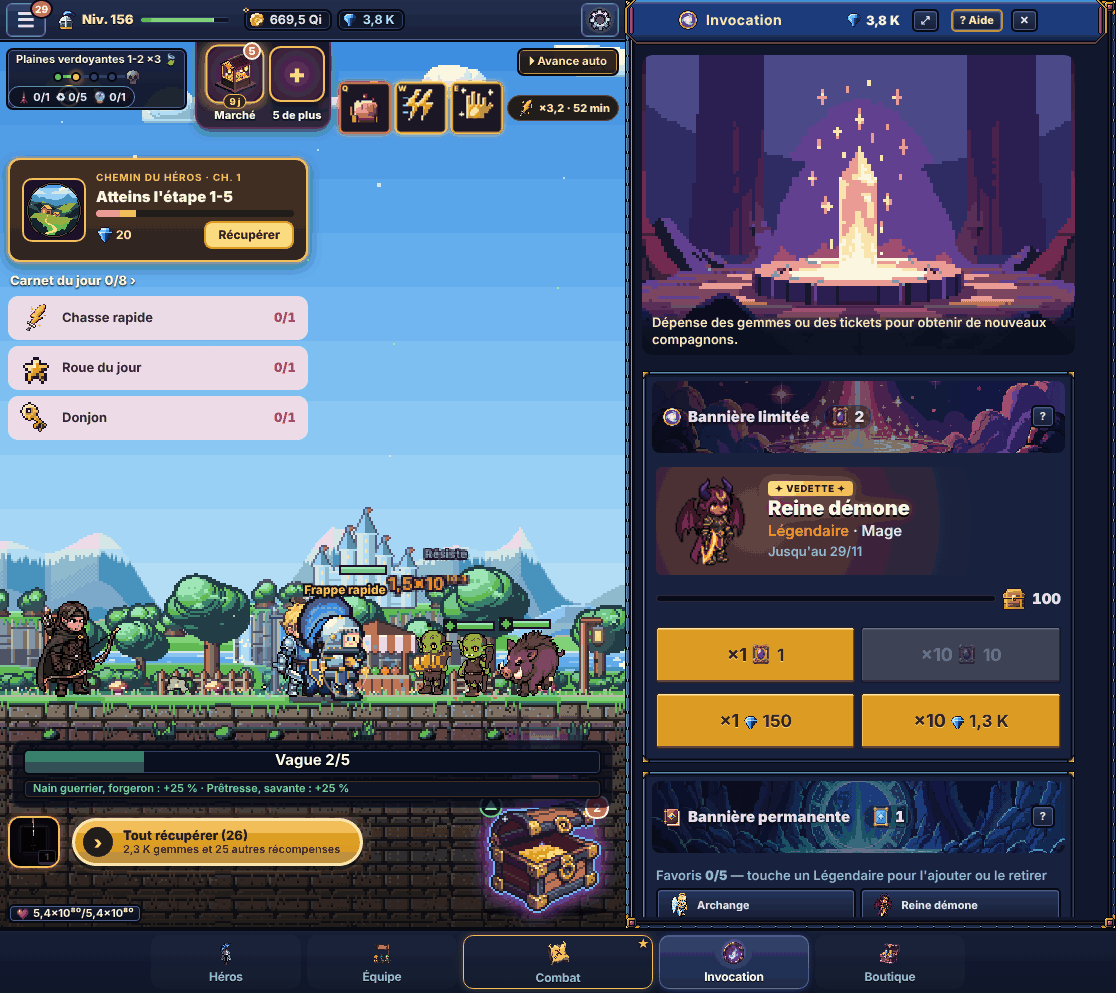 29
Niv. 156
669,5 Qi
3,8 K
Plaines verdoyantes 1-2 ×3
0/1
0/5
0/1
5
9 j
Marché
5 de plus
Q
W
E
Avance auto
×3,2 · 52 min
CHEMIN DU HÉROS · CH. 1
Atteins l'étape 1-5
20
Récupérer
Carnet du jour 0/8 ›
Chasse rapide
0/1
Roue du jour
0/1
Donjon
0/1
Résiste
Frappe rapide
Vague 2/5
Nain guerrier, forgeron : +25 % · Prêtresse, savante : +25 %
1
Tout récupérer (26)
2,3 K gemmes et 25 autres récompenses
5,4×10⁸⁰/5,4×10⁸⁰
Invocation
3,8 K
? Aide
×
Dépense des gemmes ou des tickets pour obtenir de nouveaux
compagnons.
Bannière limitée
2
?
✦ VEDETTE ✦
Reine démone
Légendaire · Mage
Jusqu'au 29/11
100
×1 1
×10 10
×1 150
×10 1,3 K
Bannière permanente
1
?
Favoris 0/5 — touche un Légendaire pour l'ajouter ou le retirer
Archange
Reine démone
Héros
Équipe
Combat
Invocation
Boutique